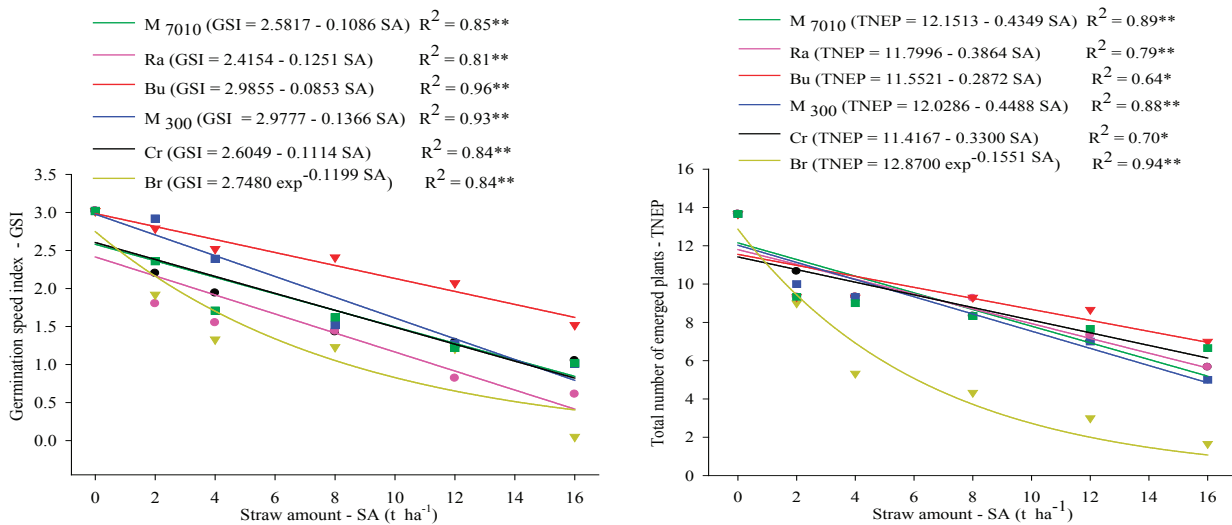 M 7010 (GSI = 2.5817 - 0.1086 SA) R2 = 0.85**
Ra (GSI = 2.4154 - 0.1251 SA) R2 = 0.81**
Bu (GSI = 2.9855 - 0.0853 SA) R2 = 0.96**
M 300 (GSI = 2.9777 - 0.1366 SA) R2 = 0.93**
Cr (GSI = 2.6049 - 0.1114 SA) R2 = 0.84**
Br (GSI = 2.7480 exp-0.1199 SA) R2 = 0.84**
Germination speed index - GSI
3.5
3.0
2.5
2.0
1.5
1.0
0.5
0.0
0 2 4 6 8 10 12 14 16
Straw amount - SA (t ha-1)
M 7010 (TNEP = 12.1513 - 0.4349 SA) R2 = 0.89**
Ra (TNEP = 11.7996 - 0.3864 SA) R2 = 0.79**
Bu (TNEP = 11.5521 - 0.2872 SA) R2 = 0.64*
M 300 (TNEP = 12.0286 - 0.4488 SA) R2 = 0.88**
Cr (TNEP = 11.4167 - 0.3300 SA) R2 = 0.70*
Br (TNEP = 12.8700 exp-0.1551 SA) R2 = 0.94**
Total number of emerged plants - TNEP
16
14
12
10
8
6
4
2
0
0 2 4 6 8 10 12 14 16
Straw amount - SA (t ha-1)